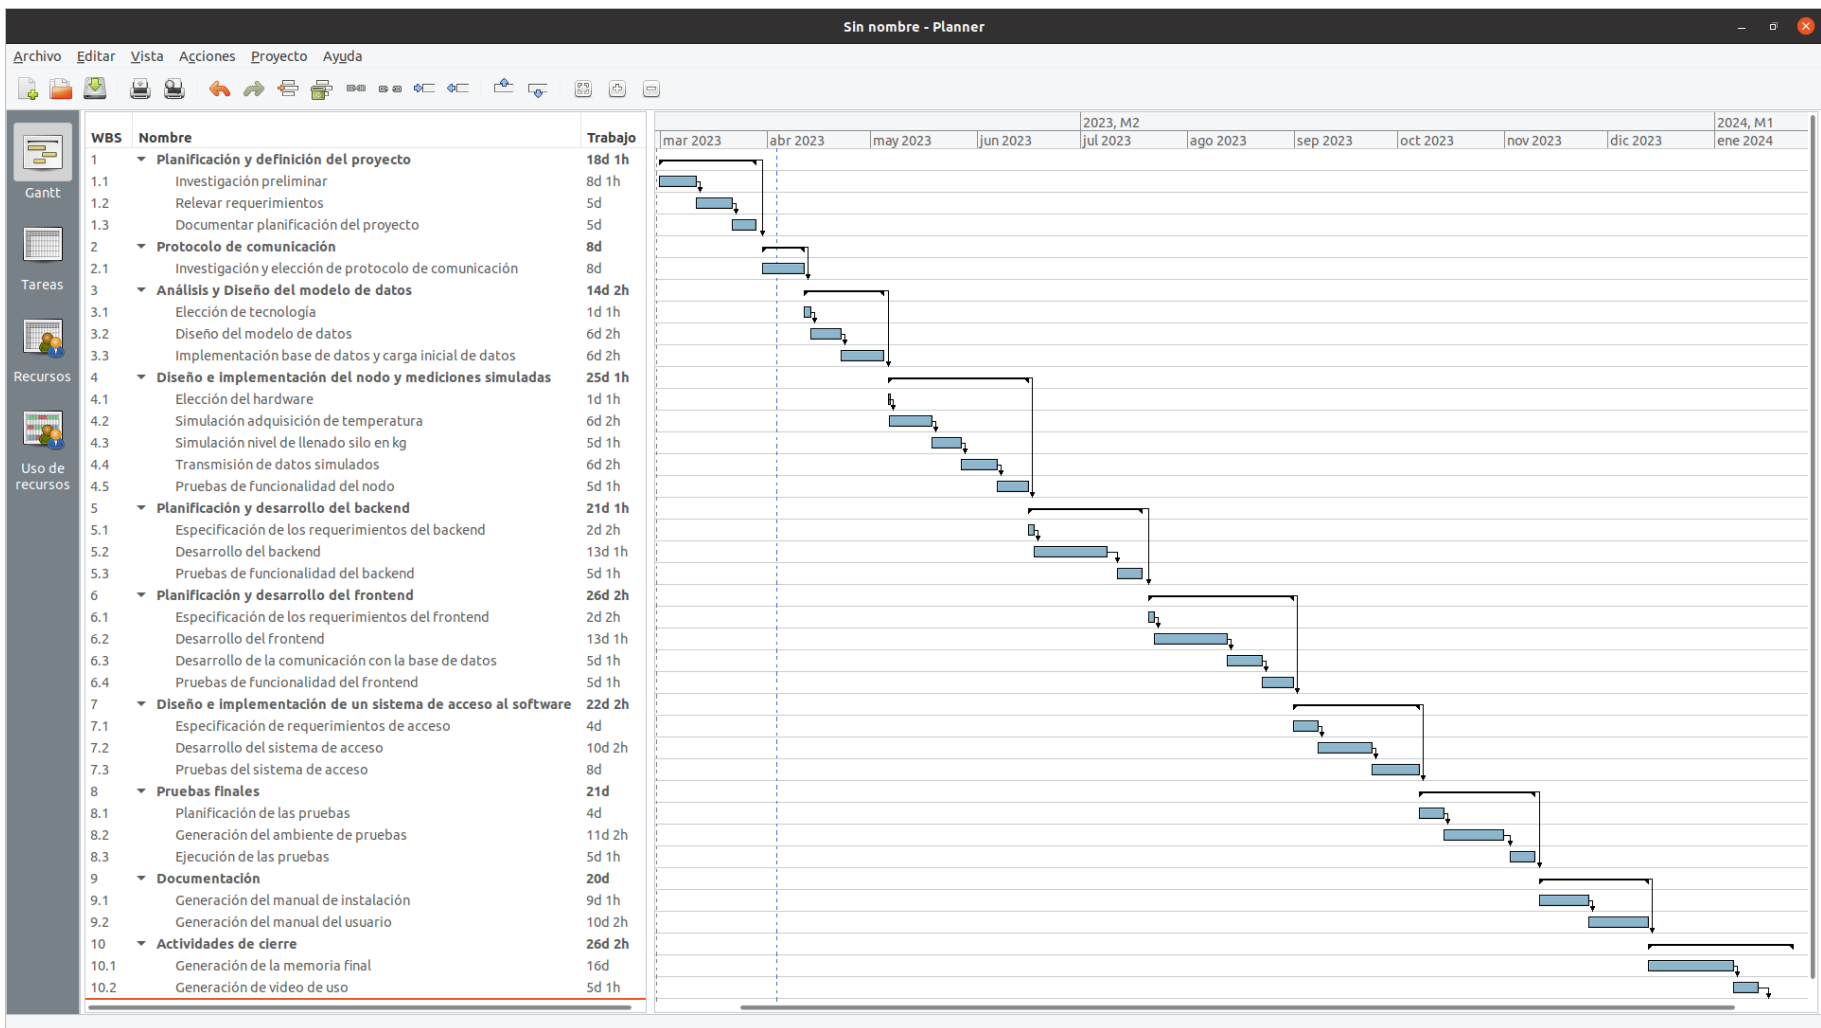 Sin nombre - Planner
Archivo Editar Vista Acciones Proyecto Ayuda
Gantt
Tareas
Recursos
Uso de
recursos
2023, M2 2024, M1
WBS Nombre Trabajo mar 2023 abr 2023 may 2023 jun 2023 jul 2023 ago 2023 sep 2023 oct 2023 nov 2023 dic 2023 ene 2024
1 Planificación y definición del proyecto 18d 1h
1.1 Investigación preliminar 8d 1h
1.2 Relevar requerimientos 5d
1.3 Documentar planificación del proyecto 5d
2 Protocolo de comunicación 8d
2.1 Investigación y elección de protocolo de comunicación 8d
3 Análisis y Diseño del modelo de datos 14d 2h
3.1 Elección de tecnología 1d 1h
3.2 Diseño del modelo de datos 6d 2h
3.3 Implementación base de datos y carga inicial de datos 6d 2h
4 Diseño e implementación del nodo y mediciones simuladas 25d 1h
4.1 Elección del hardware 1d 1h
4.2 Simulación adquisición de temperatura 6d 2h
4.3 Simulación nivel de llenado silo en kg 5d 1h
4.4 Transmisión de datos simulados 6d 2h
4.5 Pruebas de funcionalidad del nodo 5d 1h
5 Planificación y desarrollo del backend 21d 1h
5.1 Especificación de los requerimientos del backend 2d 2h
5.2 Desarrollo del backend 13d 1h
5.3 Pruebas de funcionalidad del backend 5d 1h
6 Planificación y desarrollo del frontend 26d 2h
6.1 Especificación de los requerimientos del frontend 2d 2h
6.2 Desarrollo del frontend 13d 1h
6.3 Desarrollo de la comunicación con la base de datos 5d 1h
6.4 Pruebas de funcionalidad del frontend 5d 1h
7 Diseño e implementación de un sistema de acceso al software 22d 2h
7.1 Especificación de requerimientos de acceso 4d
7.2 Desarrollo del sistema de acceso 10d 2h
7.3 Pruebas del sistema de acceso 8d
8 Pruebas finales 21d
8.1 Planificación de las pruebas 4d
8.2 Generación del ambiente de pruebas 11d 2h
8.3 Ejecución de las pruebas 5d 1h
9 Documentación 20d
9.1 Generación del manual de instalación 9d 1h
9.2 Generación del manual del usuario 10d 2h
10 Actividades de cierre 26d 2h
10.1 Generación de la memoria final 16d
10.2 Generación de video de uso 5d 1h